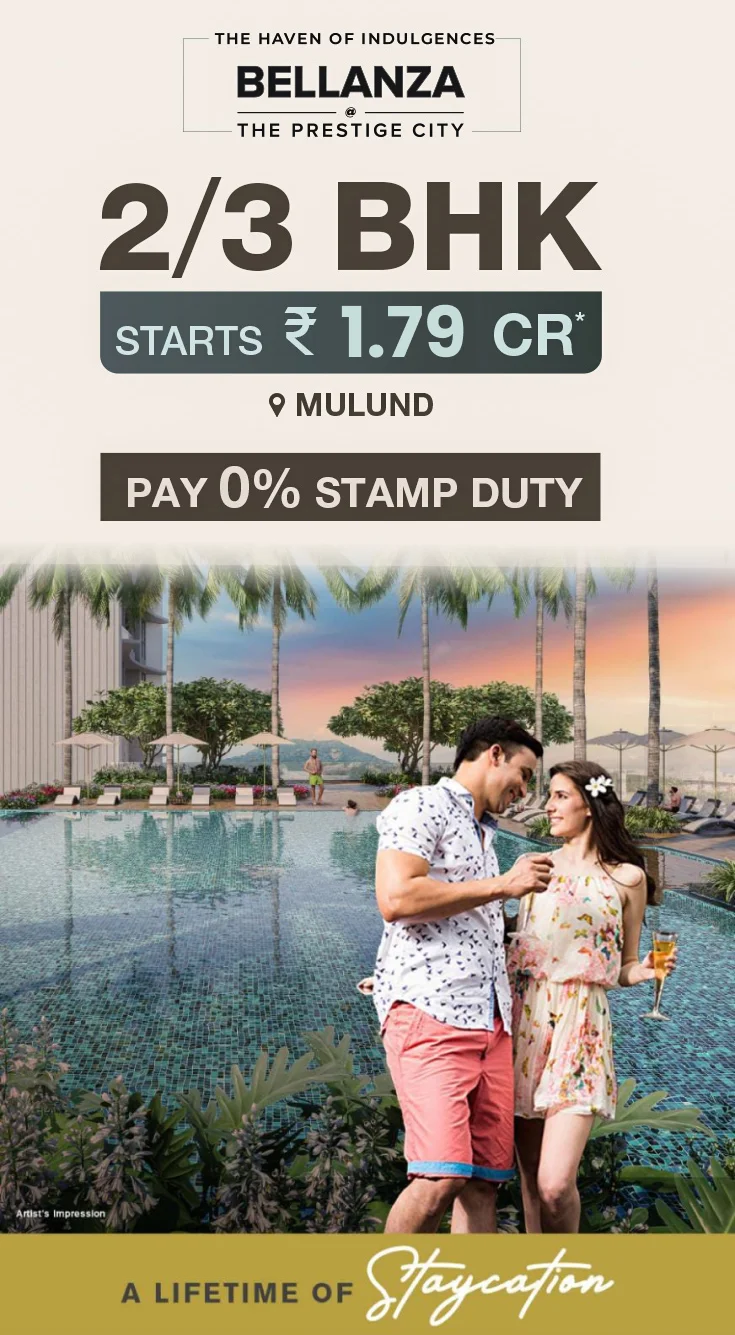 THE HAVEN OF INDULGENCES
BELLANZA
@
THE PRESTIGE CITY
2/3 BHK
STARTS ₹ 1.79 CR*
MULUND
PAY 0% STAMP DUTY
Artist's Impression
A LIFETIME OF Staycation